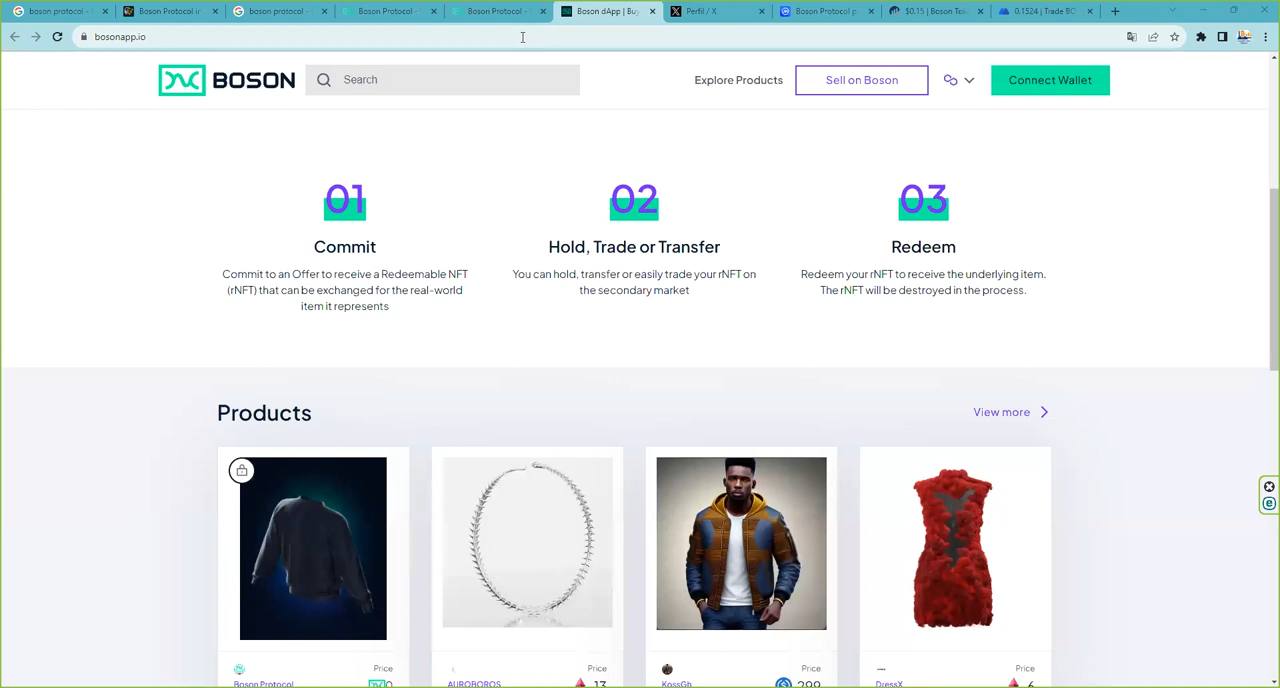 boson protocol -
Boson Protocol in
boson protocol -
Boson Protocol -
Boson Protocol -
Boson dApp | Buy
Perfil / X
Boson Protocol p
$0,15 | Boson Tok
0.1524 | Trade BO
bosonapp.io
BOSON
Search
Explore Products
Sell on Boson
Connect Wallet
01
02
03
Commit
Hold, Trade or Transfer
Redeem
Commit to an Offer to receive a Redeemable NFT
(rNFT) that can be exchanged for the real-world
item it represents
You can hold, transfer or easily trade your rNFT on
the secondary market
Redeem your rNFT to receive the underlying item.
The rNFT will be destroyed in the process.
Products
View more
Price
Price
Price
Price
Boson Protocol
0
AUROBOROS
13
KossGh
299
DressX
6